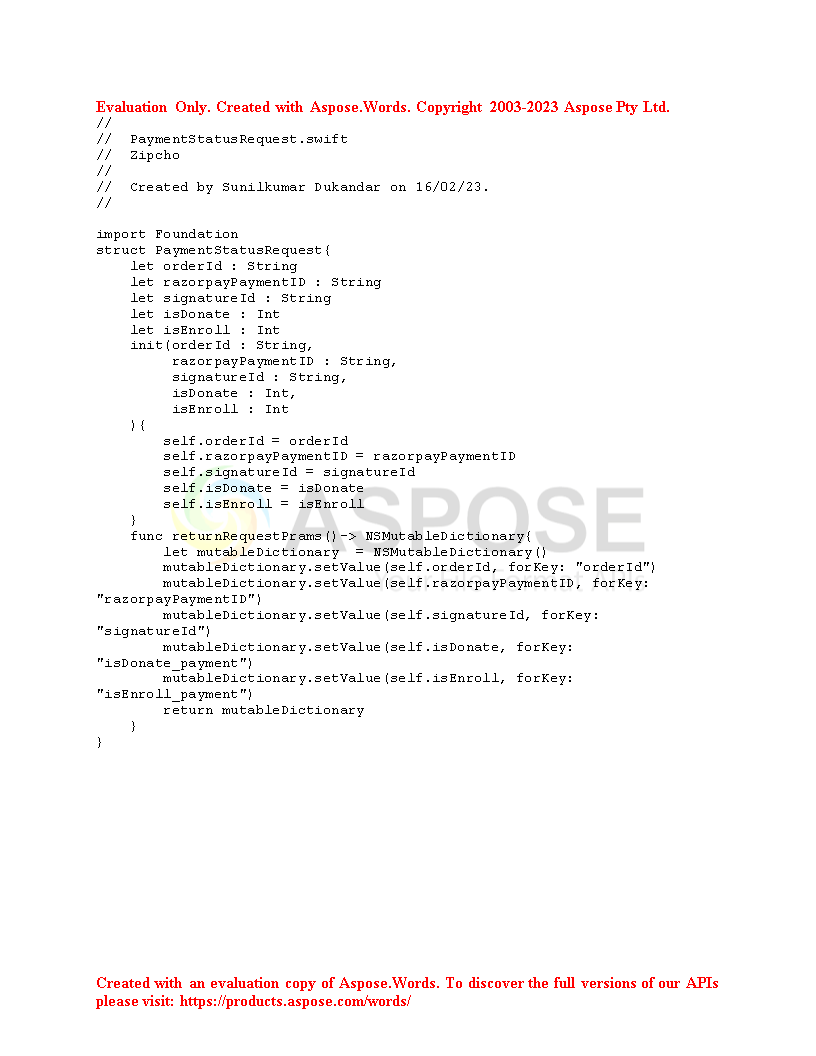 Evaluation Only. Created with Aspose.Words. Copyright 2003-2023 Aspose Pty Ltd.
//
//  PaymentStatusRequest.swift
//  Zipcho
//
//  Created by Sunilkumar Dukandar on 16/02/23.
//
import Foundation
struct PaymentStatusRequest{
    let orderId : String
    let razorpayPaymentID : String
    let signatureId : String
    let isDonate : Int
    let isEnroll : Int
    init(orderId : String,
         razorpayPaymentID : String,
         signatureId : String,
         isDonate : Int,
         isEnroll : Int
    ){
        self.orderId = orderId
        self.razorpayPaymentID = razorpayPaymentID
        self.signatureId = signatureId
        self.isDonate = isDonate
        self.isEnroll = isEnroll
    }
ASPOSE
    func returnRequestPrams()-> NSMutableDictionary{
        let mutableDictionary  = NSMutableDictionary()
        mutableDictionary.setValue(self.orderId, forKey: "orderId")
        mutableDictionary.setValue(self.razorpayPaymentID, forKey:
"razorpayPaymentID")
        mutableDictionary.setValue(self.signatureId, forKey:
"signatureId")
        mutableDictionary.setValue(self.isDonate, forKey:
"isDonate_payment")
        mutableDictionary.setValue(self.isEnroll, forKey:
"isEnroll_payment")
        return mutableDictionary
    }
}
Created with an evaluation copy of Aspose.Words. To discover the full versions of our APIs
please visit: https://products.aspose.com/words/